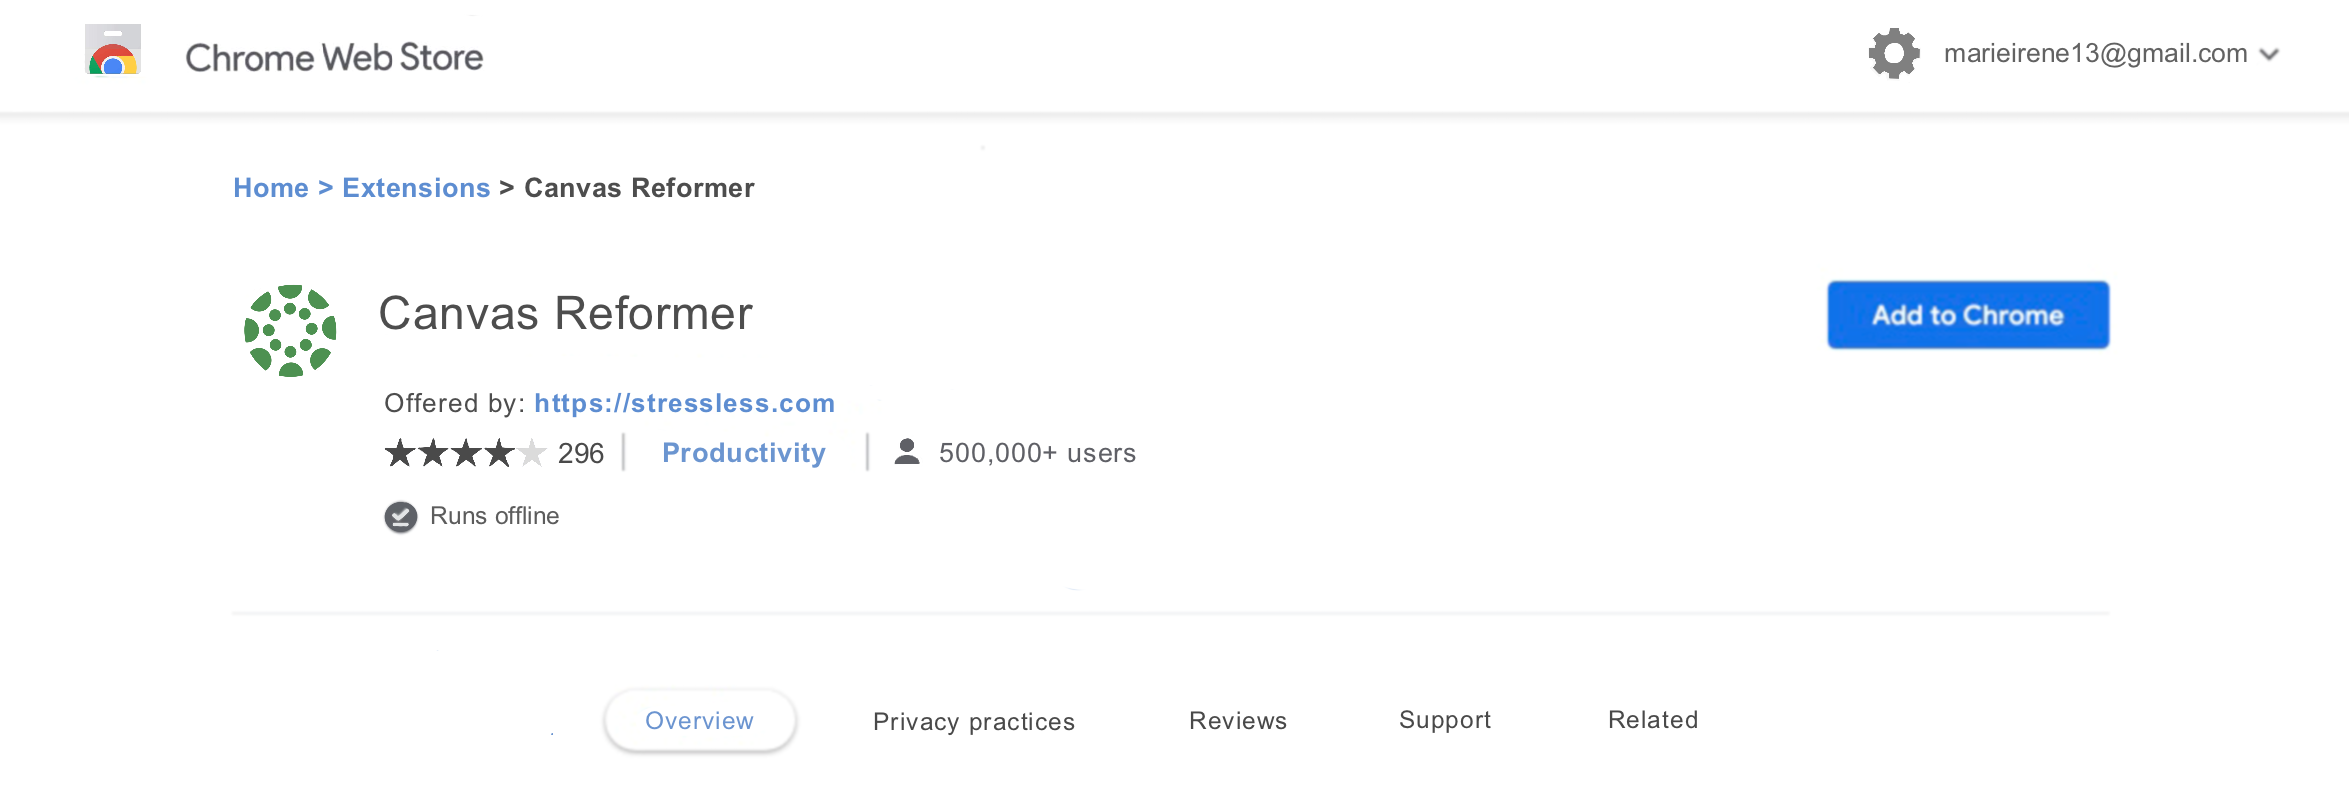 Chrome Web Store
marieirene13@gmail.com
Home > Extensions > Canvas Reformer
Canvas Reformer
Add to Chrome
Offered by: https://stressless.com
296 Productivity 500,000+ users
Runs offline
Overview Privacy practices Reviews Support Related